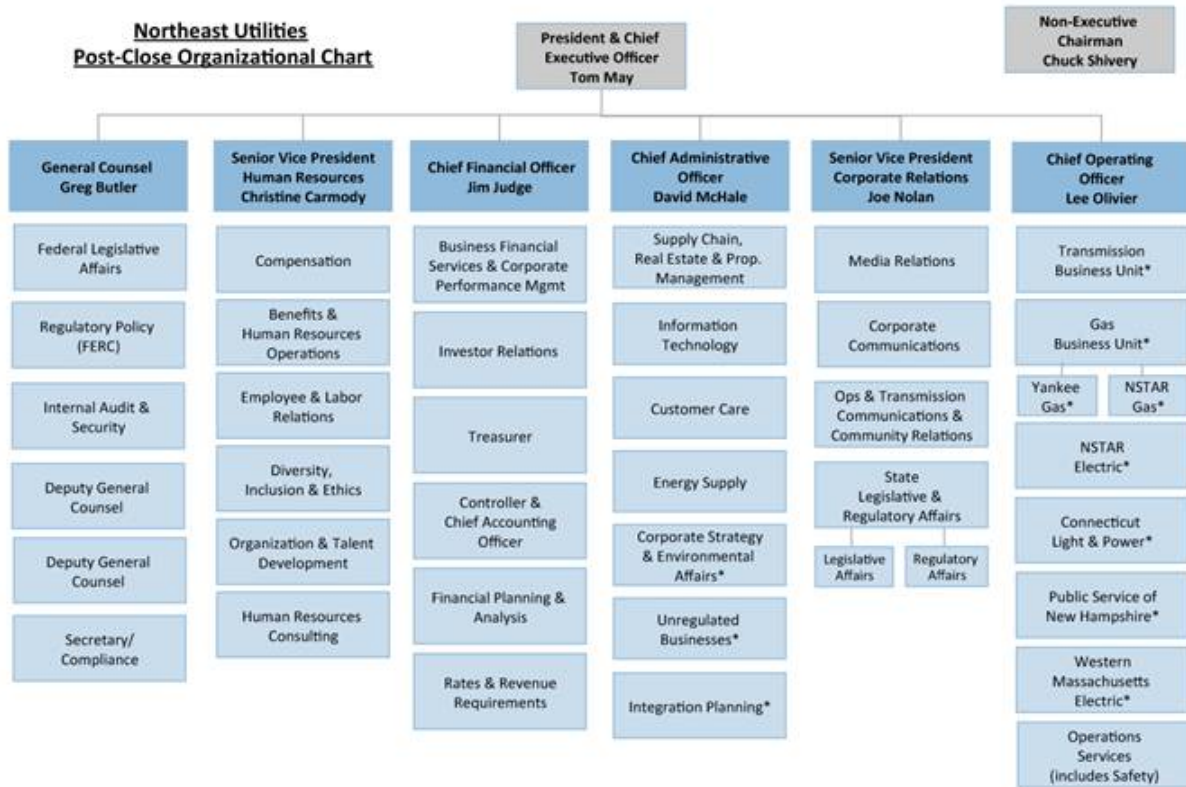 Northeast Utilities
Post-Close Organizational Chart
President & Chief
Executive Officer
Tom May
Non-Executive
Chairman
Chuck Shivery
General Counsel
Greg Butler
Federal Legislative
Affairs
Regulatory Policy
(FERC)
Internal Audit &
Security
Deputy General
Counsel
Deputy General
Counsel
Secretary/
Compliance
Senior Vice President
Human Resources
Christine Carmody
Compensation
Benefits &
Human Resources
Operations
Employee & Labor
Relations
Diversity,
Inclusion & Ethics
Organization & Talent
Development
Human Resources
Consulting
Chief Financial Officer
Jim Judge
Business Financial
Services & Corporate
Performance Mgmt
Investor Relations
Treasurer
Controller &
Chief Accounting
Officer
Financial Planning &
Analysis
Rates & Revenue
Requirements
Chief Administrative
Officer
David McHale
Supply Chain,
Real Estate & Prop.
Management
Information
Technology
Customer Care
Energy Supply
Corporate Strategy
& Environmental
Affairs*
Unregulated
Businesses*
Integration Planning*
Senior Vice President
Corporate Relations
Joe Nolan
Media Relations
Corporate
Communications
Ops & Transmission
Communications &
Community Relations
State
Legislative &
Regulatory Affairs
Legislative
Affairs
Regulatory
Affairs
Chief Operating
Officer
Lee Olivier
Transmission
Business Unit*
Gas
Business Unit*
Yankee
Gas*
NSTAR
Gas*
NSTAR
Electric*
Connecticut
Light & Power*
Public Service of
New Hampshire*
Western
Massachusetts
Electric*
Operations
Services
(includes Safety)